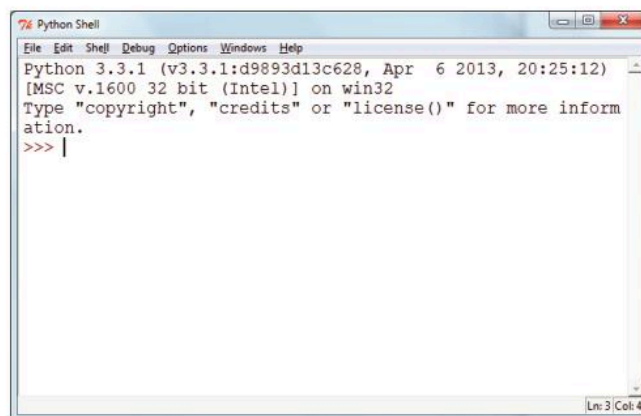 Python Shell
File Edit Shell Debug Options Windows Help
Python 3.3.1 (v3.3.1:d9893d13c628, Apr  6 2013, 20:25:12)
[MSC v.1600 32 bit (Intel)] on win32
Type "copyright", "credits" or "license()" for more inform
ation.
>>>
Ln: 3 Col: 4